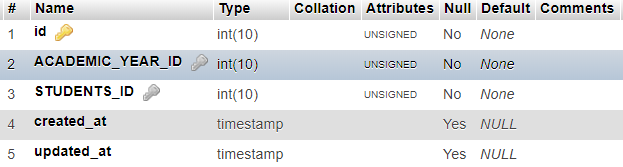 # Name Type Collation Attributes Null Default Comments
1 id int(10) UNSIGNED No None
2 ACADEMIC_YEAR_ID int(10) UNSIGNED No None
3 STUDENTS_ID int(10) UNSIGNED No None
4 created_at timestamp Yes NULL
5 updated_at timestamp Yes NULL